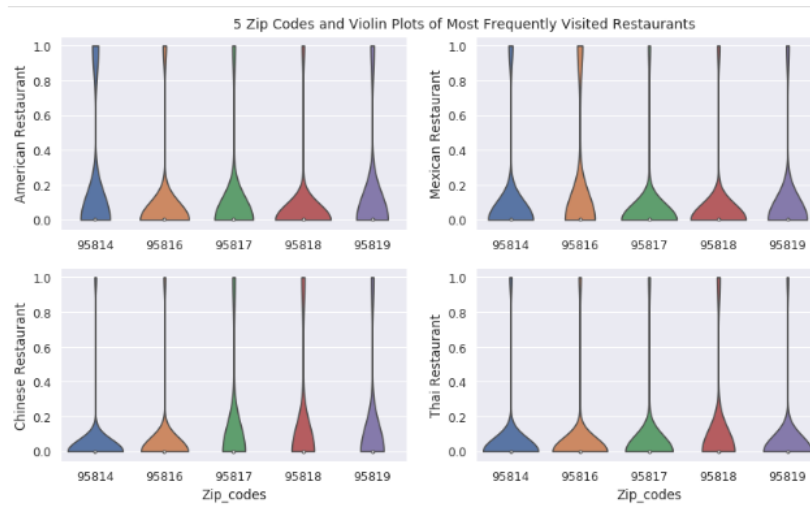 5 Zip Codes and Violin Plots of Most Frequently Visited Restaurants
American Restaurant
1.0
0.8
0.6
0.4
0.2
0.0
95814 95816 95817 95818 95819
Mexican Restaurant
1.0
0.8
0.6
0.4
0.2
0.0
95814 95816 95817 95818 95819
Chinese Restaurant
1.0
0.8
0.6
0.4
0.2
0.0
95814 95816 95817 95818 95819
Zip_codes
Thai Restaurant
1.0
0.8
0.6
0.4
0.2
0.0
95814 95816 95817 95818 95819
Zip_codes